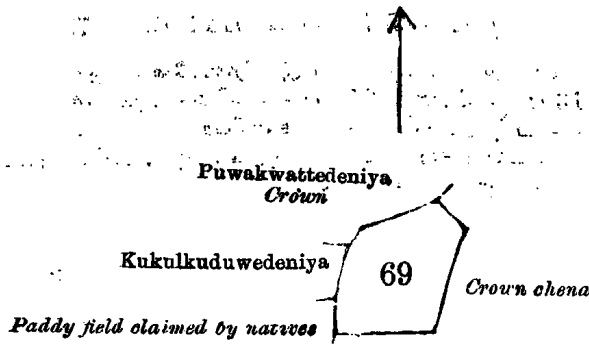 Puwakwattedeniya
Crown
Kukulkuduwedeniya
69
Crown chena
Paddy field claimed by natives